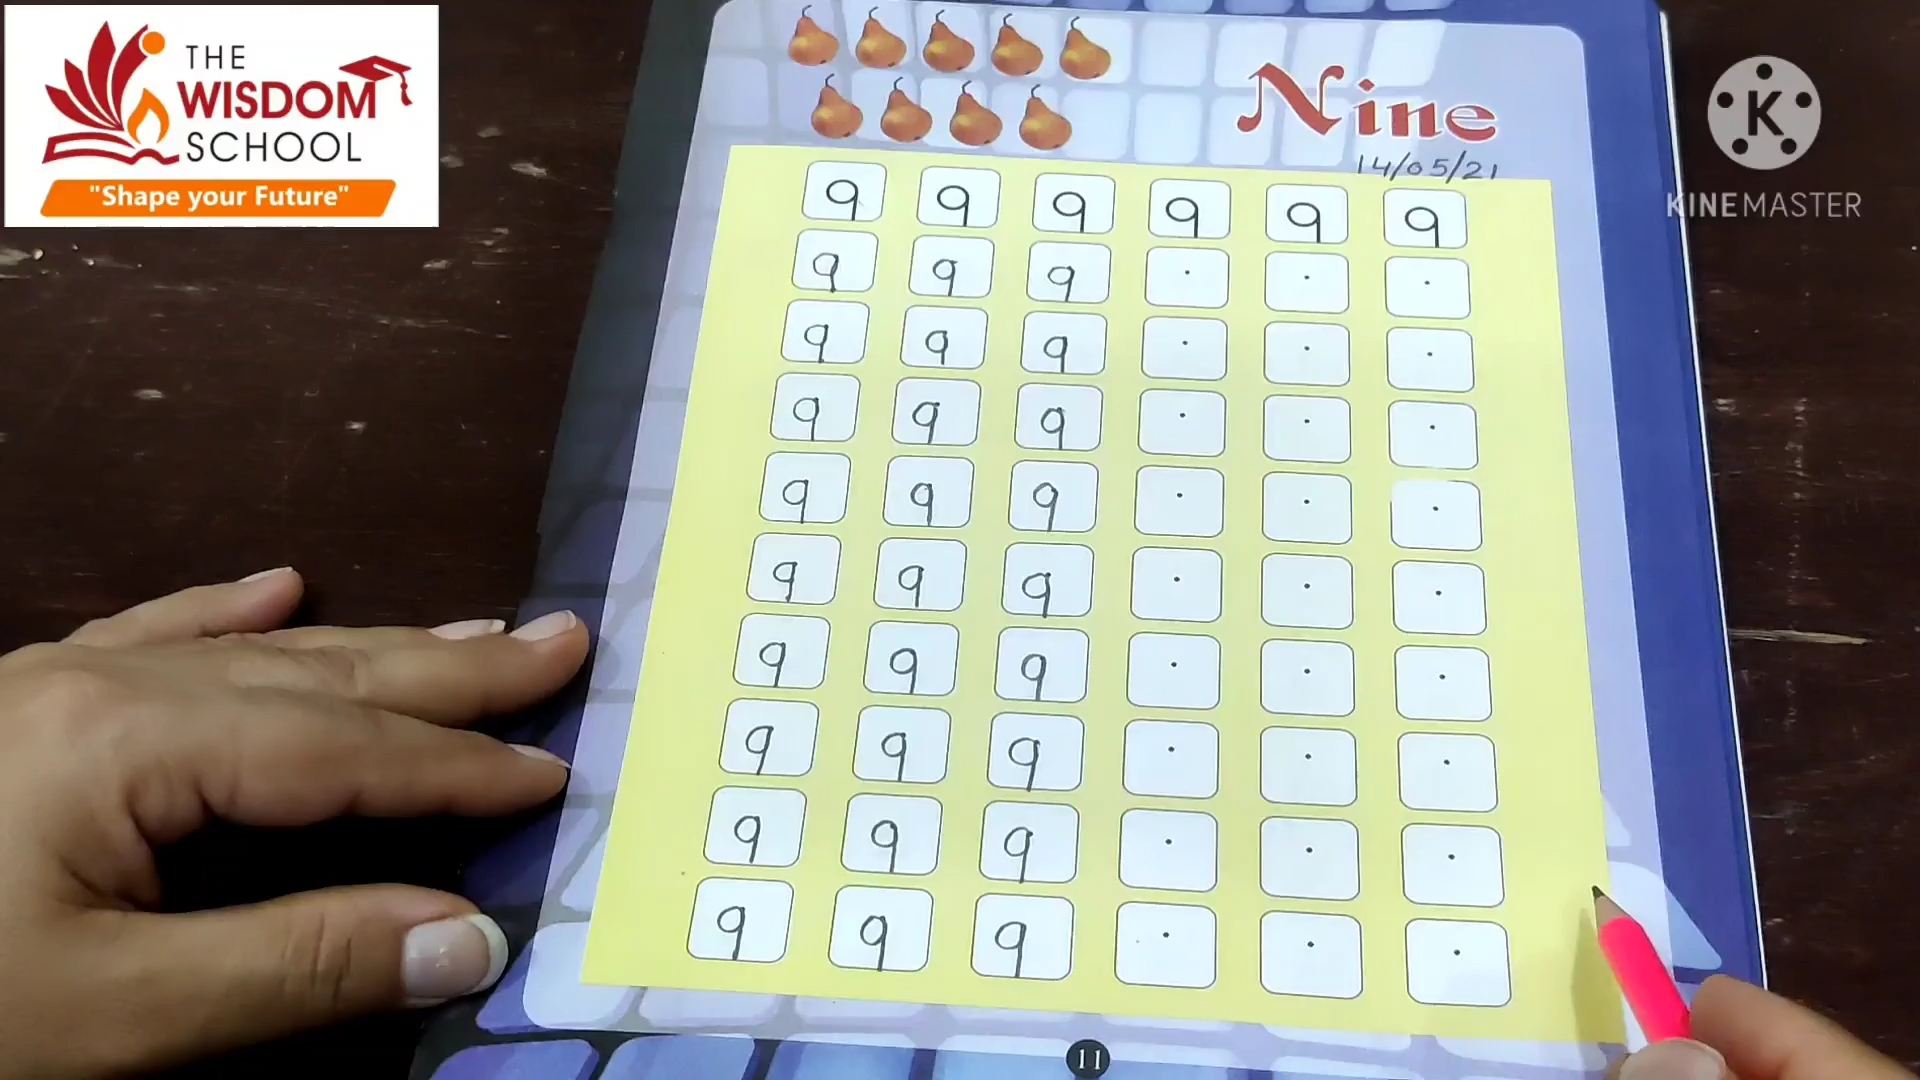 THE
WISDOM
SCHOOL
"Shape your Future"
K
KINEMASTER
Nine
14/05/21
9 9 9 9 9 9
9 9 9 . . .
9 9 9 . . .
9 9 9 . . .
9 9 9 . . .
9 9 9 . . .
9 9 9 . . .
9 9 9 . . .
9 9 9 . . .
9 9 9 . . .
11